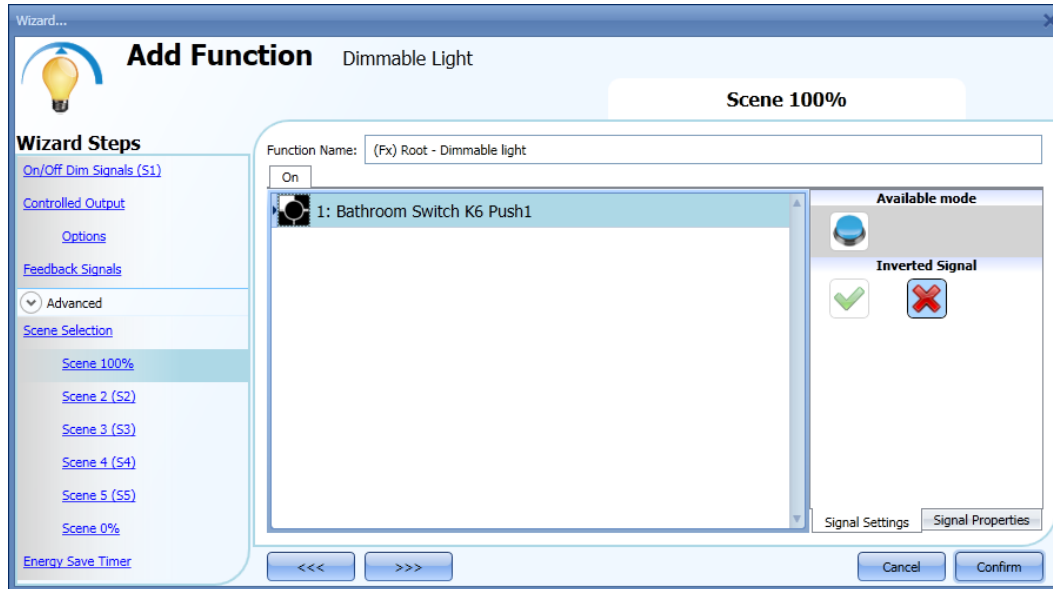 Wizard...
Add Function Dimmable Light
Scene 100%
Wizard Steps
On/Off Dim Signals (S1)
Controlled Output
Options
Feedback Signals
Advanced
Scene Selection
Scene 100%
Scene 2 (S2)
Scene 3 (S3)
Scene 4 (S4)
Scene 5 (S5)
Scene 0%
Energy Save Timer
Function Name: (Fx) Root - Dimmable light
On
1: Bathroom Switch K6 Push1
Available mode
Inverted Signal
Signal Settings Signal Properties
<<< >>> Cancel Confirm